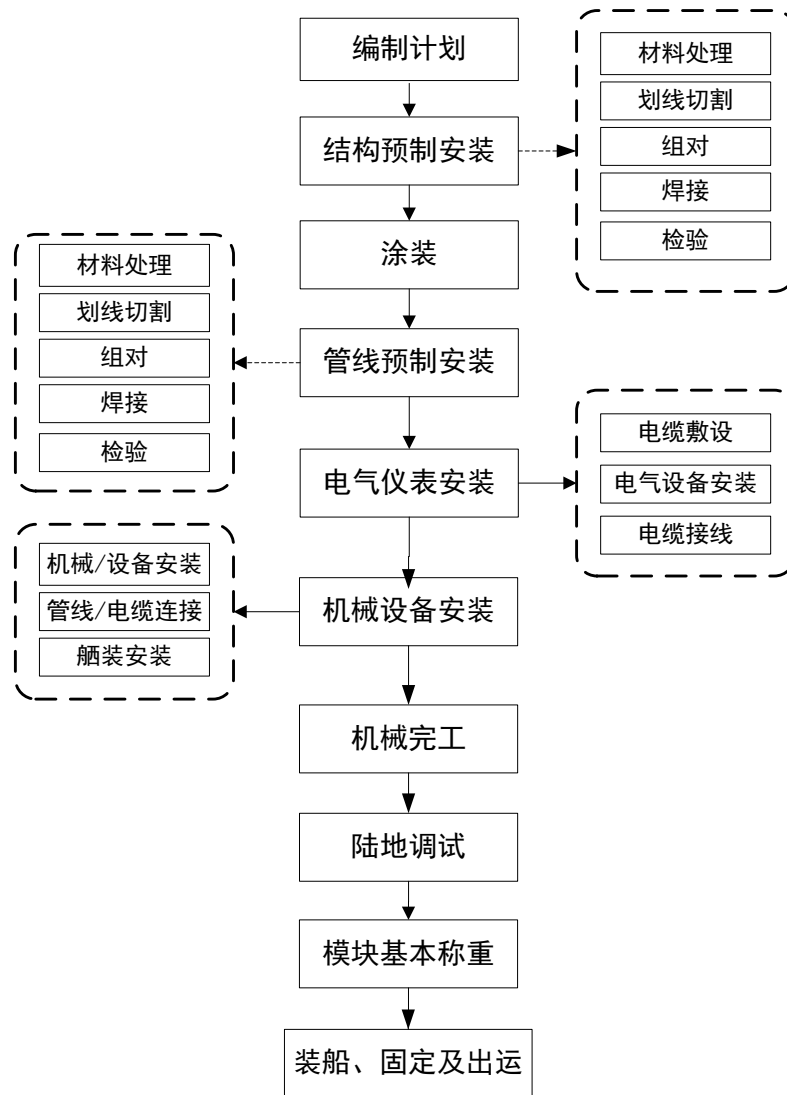 编制计划
结构预制安装
材料处理
划线切割
组对
焊接
检验
涂装
管线预制安装
材料处理
划线切割
组对
焊接
检验
电气仪表安装
电缆敷设
电气设备安装
电缆接线
机械设备安装
机械/设备安装
管线/电缆连接
舾装安装
机械完工
陆地调试
模块基本称重
装船、固定及出运